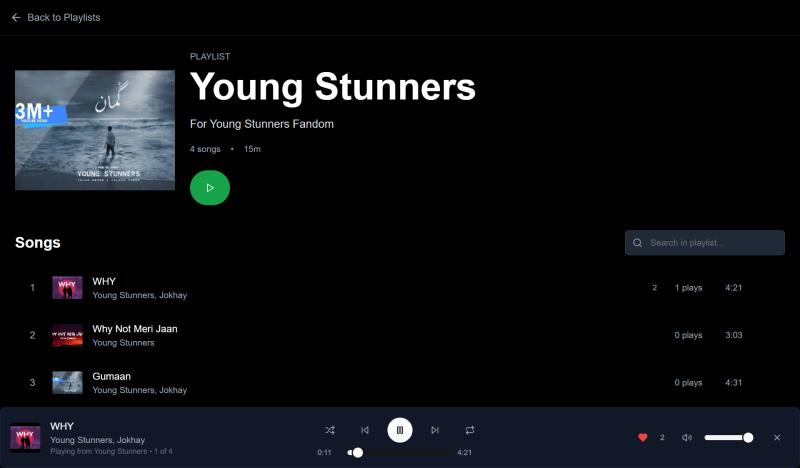 Back to Playlists
PLAYLIST
Young Stunners
For Young Stunners Fandom
4 songs • 15m
3M+
گمان
YOUNG STUNNERS
Songs
Search in playlist...
1 WHY 2 1 plays 4:21
Young Stunners, Jokhay
2 Why Not Meri Jaan 0 plays 3:03
Young Stunners
3 Gumaan 0 plays 4:31
Young Stunners, Jokhay
WHY
Young Stunners, Jokhay
Playing from Young Stunners • 1 of 4
0:11 4:21
2